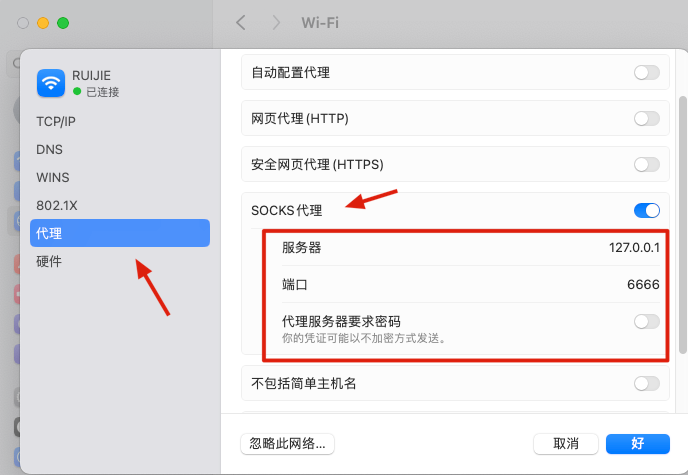 Wi-Fi
RUIJIE
已连接
TCP/IP
DNS
WINS
802.1X
代理
硬件
自动配置代理
网页代理 (HTTP)
安全网页代理 (HTTPS)
SOCKS代理
服务器 127.0.0.1
端口 6666
代理服务器要求密码
你的凭证可能以不加密方式发送。
不包括简单主机名
忽略此网络... 取消 好